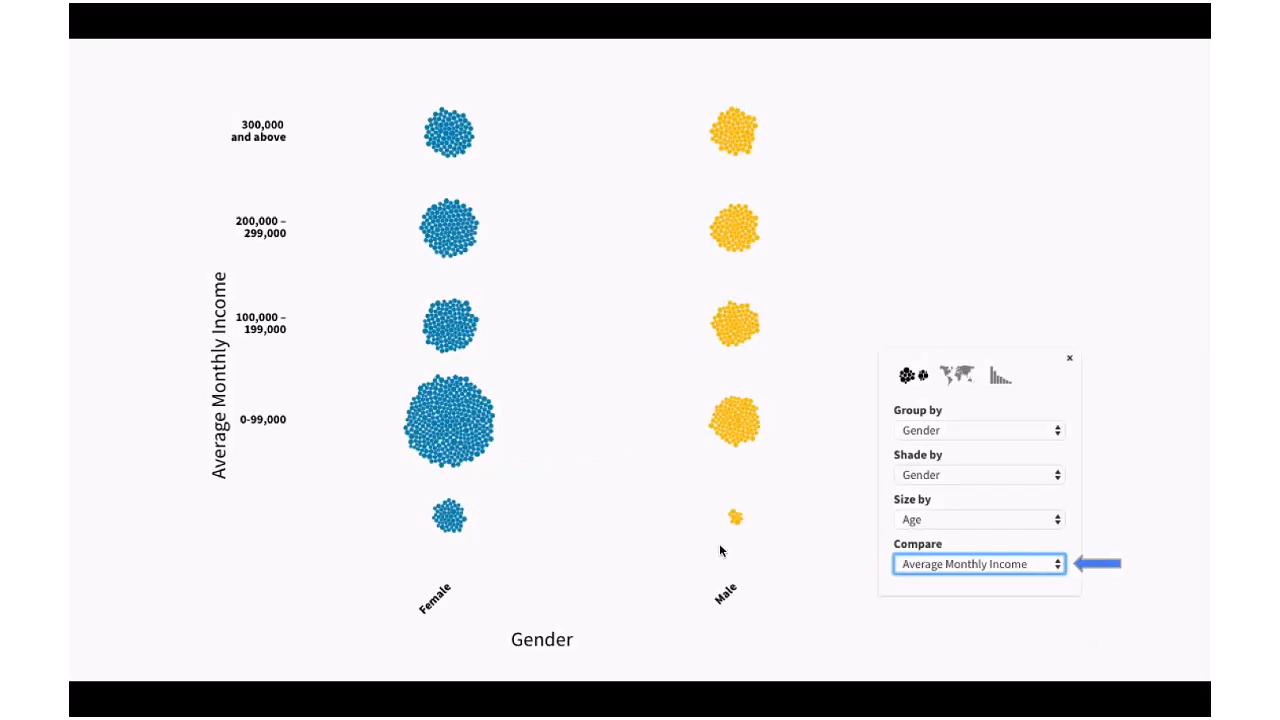 300,000
and above
200,000 –
299,000
100,000 –
199,000
0-99,000
Average Monthly Income
Female
Male
Gender
×
Group by
Gender
Shade by
Gender
Size by
Age
Compare
Average Monthly Income